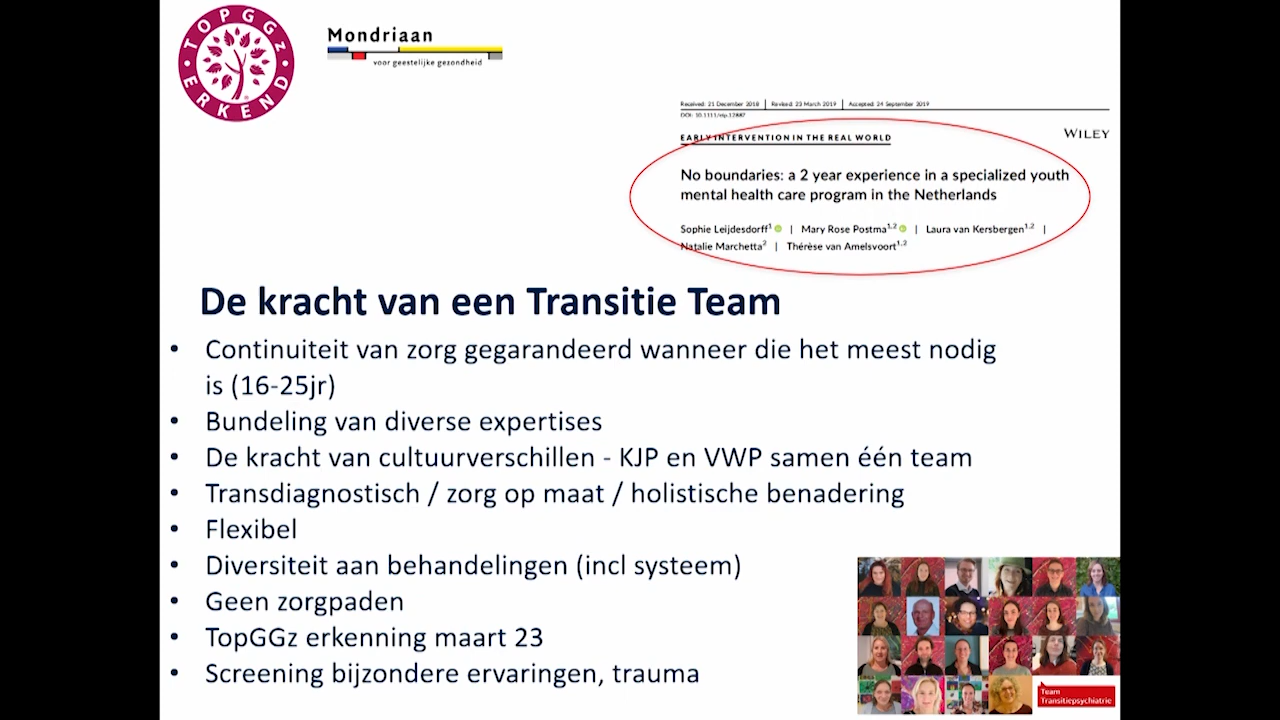 TOPGGz ERKEND
Mondriaan
voor geestelijke gezondheid
Received: 21 December 2018 | Revised: 23 March 2019 | Accepted: 24 September 2019
DOI: 10.1111/eip.12887
EARLY INTERVENTION IN THE REAL WORLD
WILEY
No boundaries: a 2 year experience in a specialized youth
mental health care program in the Netherlands
Sophie Leijdesdorff1 | Mary Rose Postma1,2 | Laura van Kersbergen1,2 |
Natalie Marchetta2 | Thérèse van Amelsvoort1,2
De kracht van een Transitie Team
• Continuiteit van zorg gegarandeerd wanneer die het meest nodig
is (16-25jr)
• Bundeling van diverse expertises
• De kracht van cultuurverschillen - KJP en VWP samen één team
• Transdiagnostisch / zorg op maat / holistische benadering
• Flexibel
• Diversiteit aan behandelingen (incl systeem)
• Geen zorgpaden
• TopGGz erkenning maart 23
• Screening bijzondere ervaringen, trauma
Team
Transitiepsychiatrie